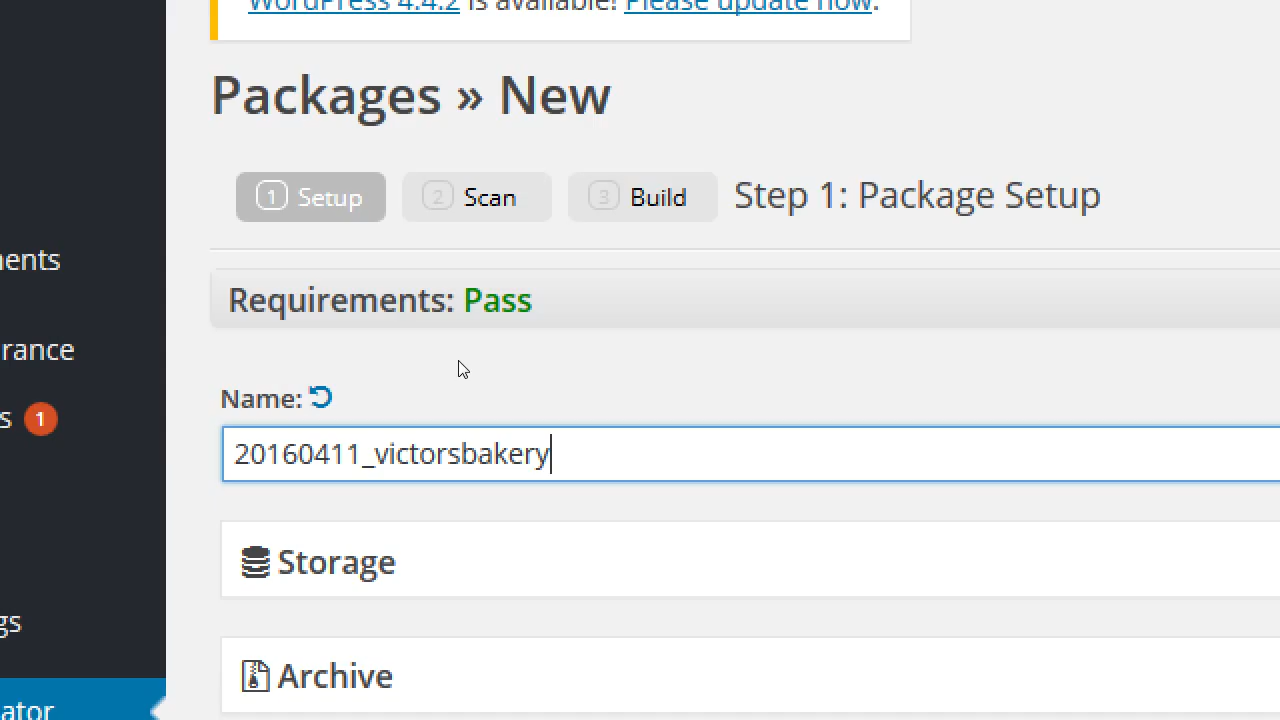 WordPress 4.4.2 is available! Please update now.
Packages » New
1 Setup 2 Scan 3 Build Step 1: Package Setup
Requirements: Pass
Name:
20160411_victorsbakery
Storage
Archive
ments
rance
s 1
gs
ator